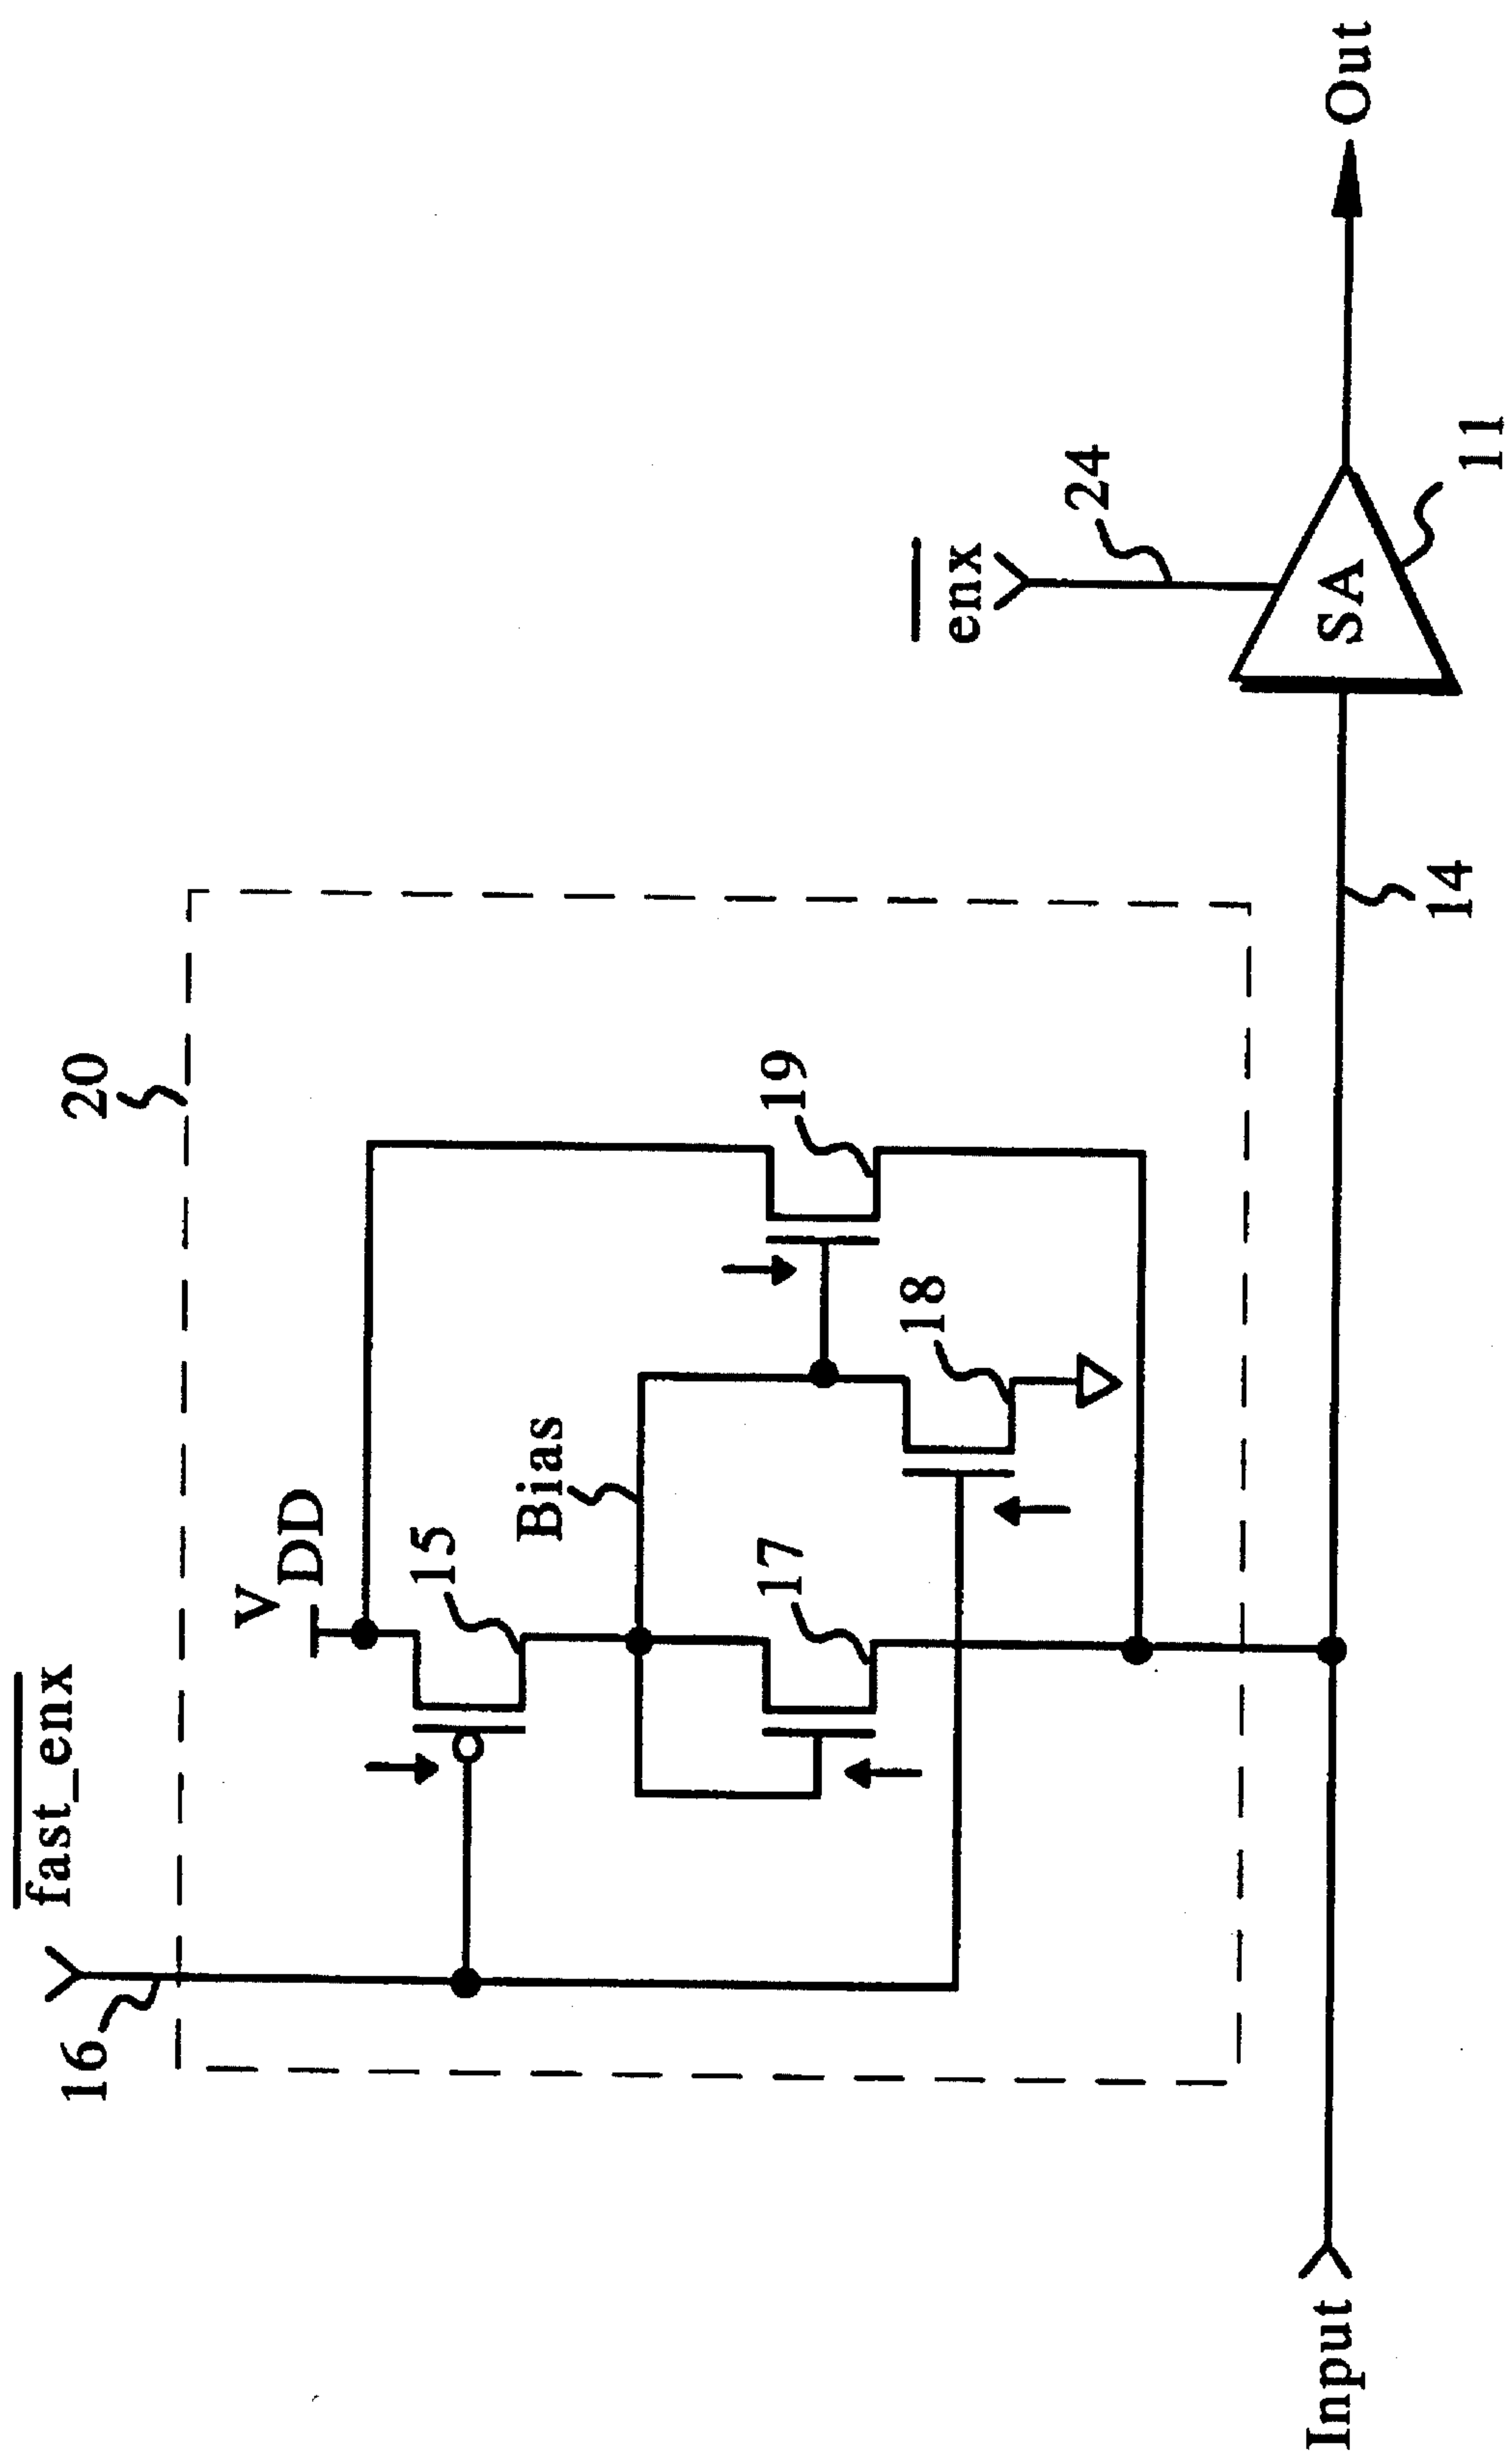 16
fast_enx
20
V
DD
15
Bias
17
18
19
enx
24
Input
14
SA
11
Out